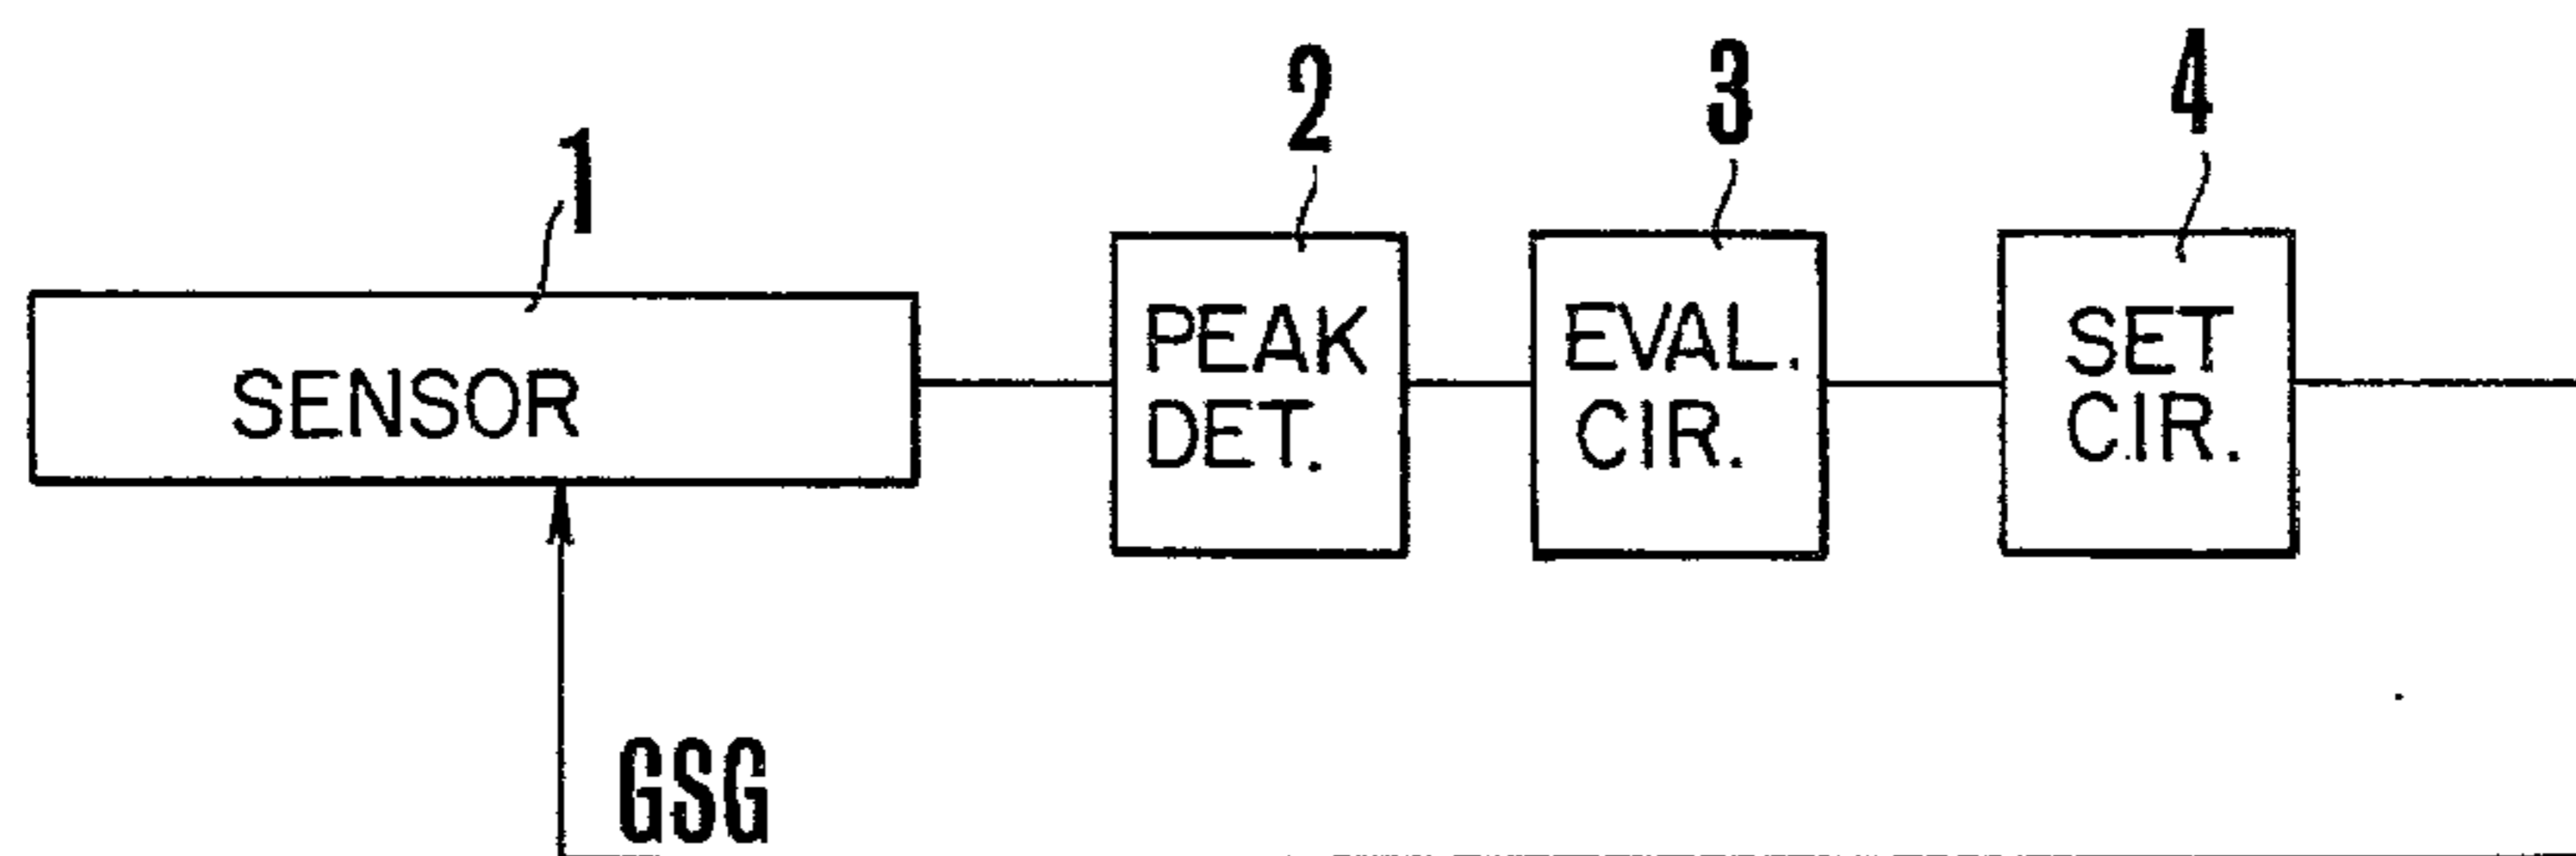 1
2
3
4
SENSOR
PEAK
DET.
EVAL.
CIR.
SET
CIR.
GSG